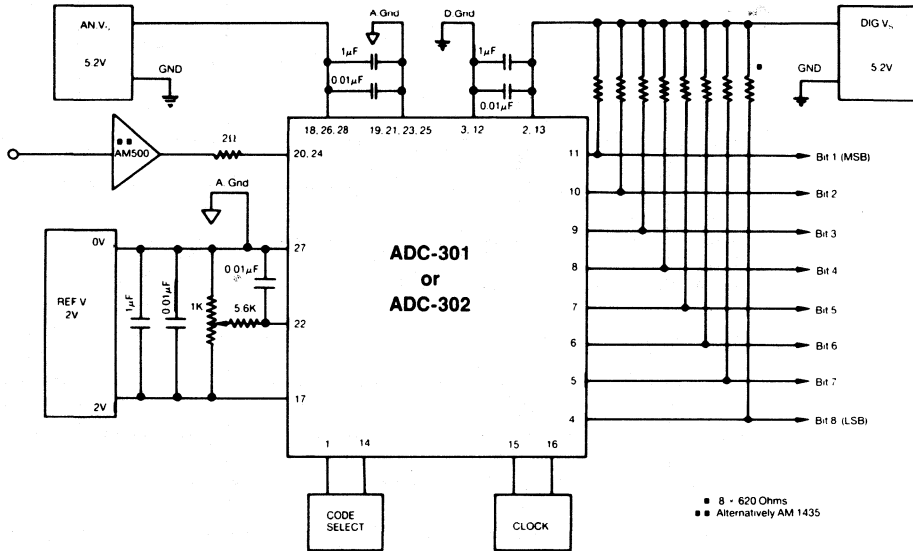 AN.V.
5.2V
GND
A Gnd
1µF
0.01µF
D Gnd
1µF
0.01µF
DIG V
GND
5.2V
18, 26, 28
19, 21, 23, 25
3, 12
2, 13
AM500
2Ω
20, 24
A. Gnd
11
Bit 1 (MSB)
10
Bit 2
9
Bit 3
8
Bit 4
7
Bit 5
6
Bit 6
5
Bit 7
4
Bit 8 (LSB)
0V
REF V
2V
2V
1µF
0.01µF
1K
5.6K
0 01µF
27
22
17
ADC-301
or
ADC-302
1
14
15
16
CODE
SELECT
CLOCK
8 - 620 Ohms
Alternatively AM 1435